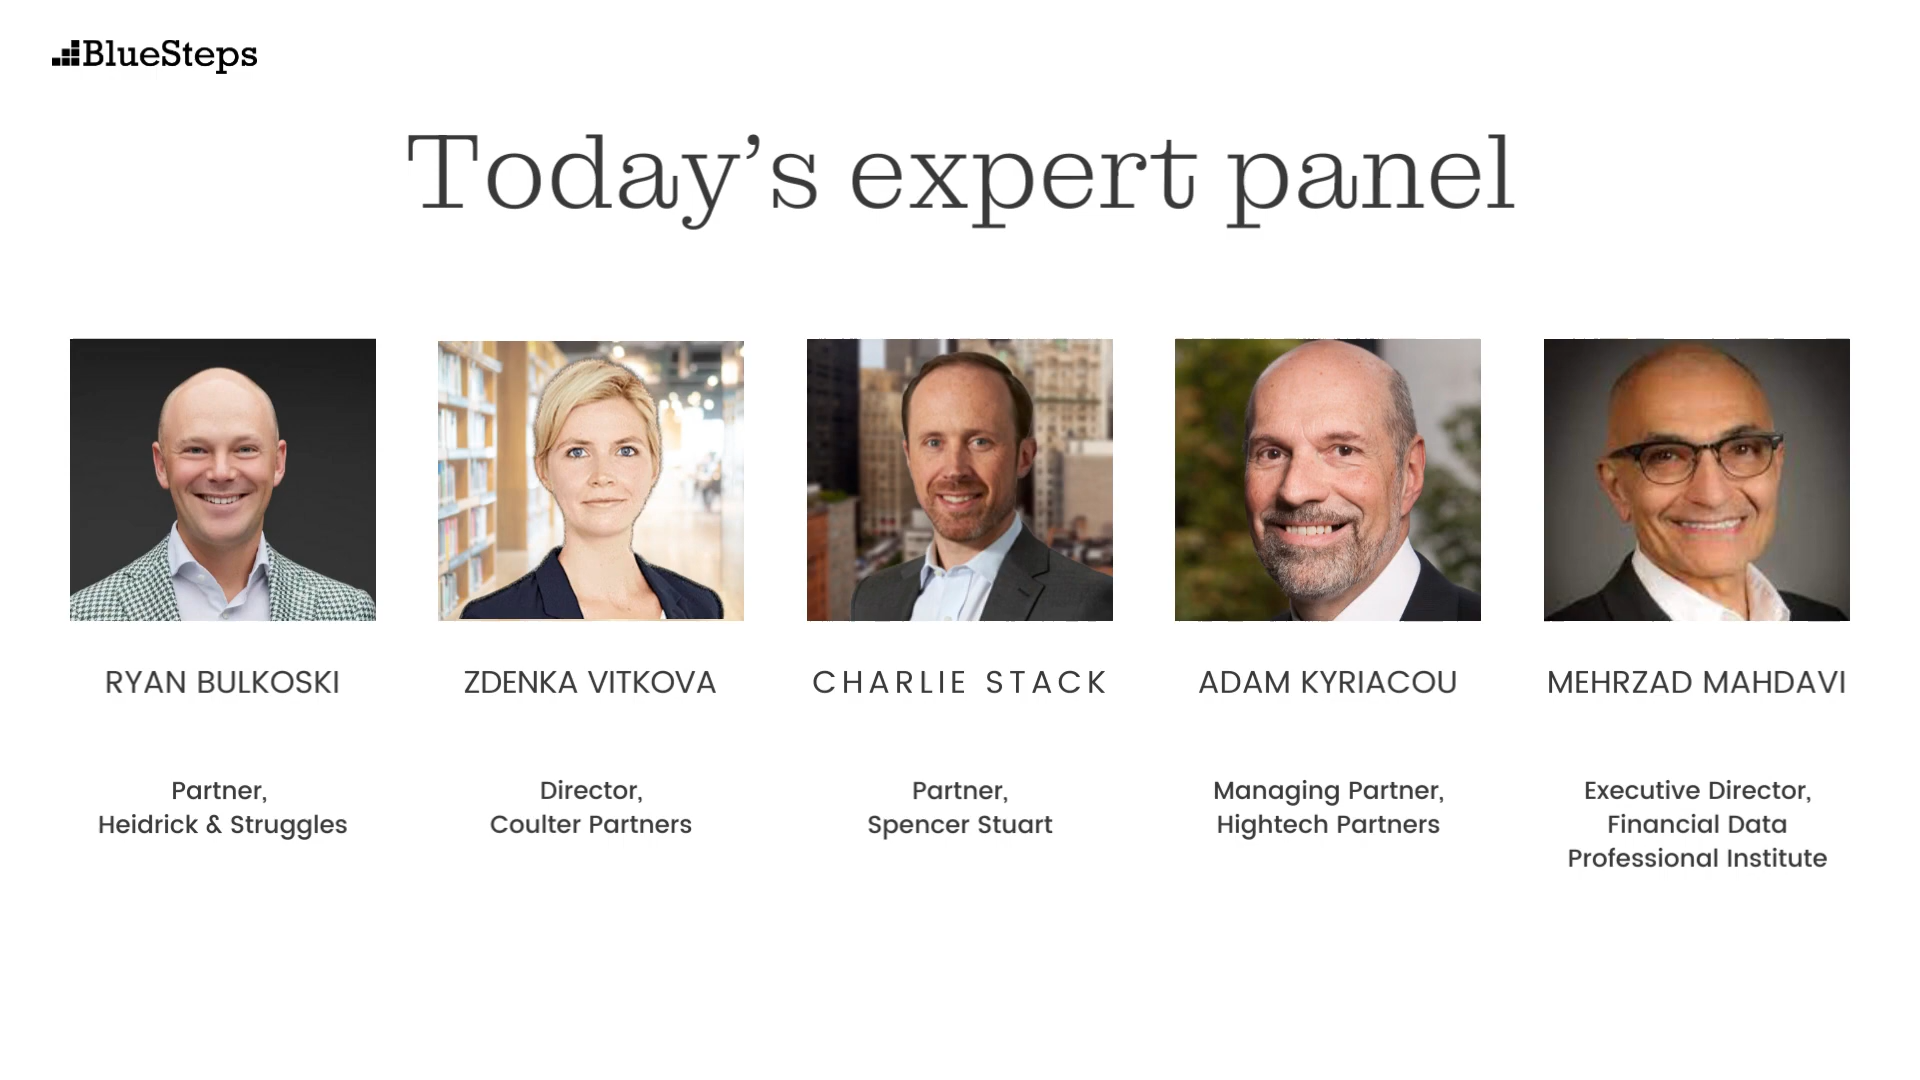 BlueSteps
Today’s expert panel
RYAN BULKOSKI
Partner,
Heidrick & Struggles
ZDENKA VITKOVA
Director,
Coulter Partners
CHARLIE STACK
Partner,
Spencer Stuart
ADAM KYRIACOU
Managing Partner,
Hightech Partners
MEHRZAD MAHDAVI
Executive Director,
Financial Data
Professional Institute